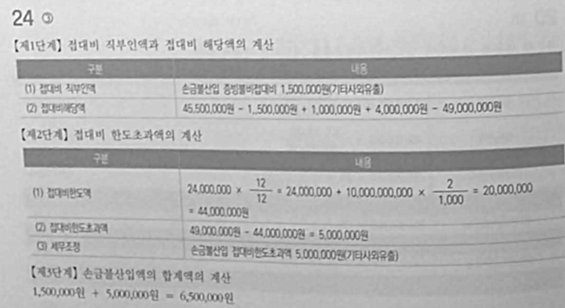 24 ③
【제1단계】 접대비 직부인액과 접대비 해당액의 계산
구분 내용
(1) 접대비 직부인액 손금불산입 증빙불비접대비 1,500,000원(기타사외유출)
(2) 접대비해당액 45,500,000원 - 1,,500,000원 + 1,000,000원 + 4,000,000원 - 49,000,000원
【제2단계】 접대비 한도초과액의 계산
구분 내용
(1) 접대비한도액 24,000,000 × 12/12 = 24,000,000 + 10,000,000,000 × 2/1,000 = 20,000,000
= 44,000,000원
(2) 접대비한도초과액 49,000,000원 - 44,000,000원 = 5,000,000원
(3) 세무조정 손금불산입 접대비한도초과액 5,000,000원(기타사외유출)
【제3단계】 손금불산입액의 합계액의 계산
1,500,000원 + 5,000,000원 = 6,500,000원